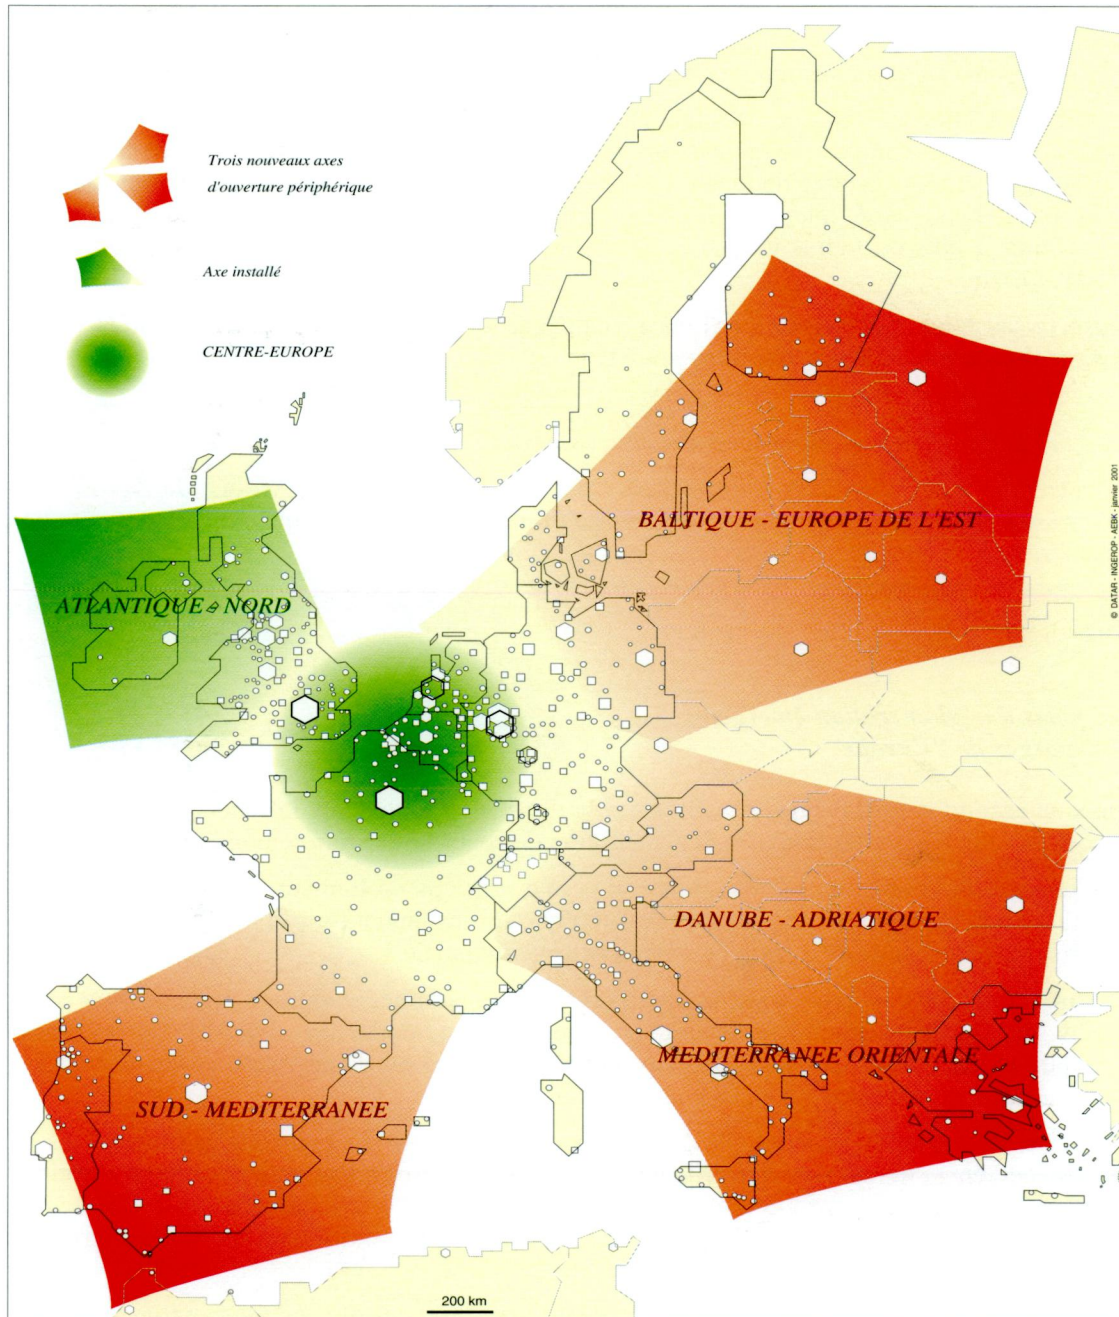 Trois nouveaux axes
d'ouverture périphérique
Axe installé
CENTRE-EUROPE
BALTIQUE - EUROPE DE L'EST
ATLANTIQUE - NORD
DANUBE - ADRIATIQUE
MEDITERRANEE ORIENTALE
SUD - MEDITERRANEE
200 km
© DATAR - INGEROP - AEBK - janvier 2001